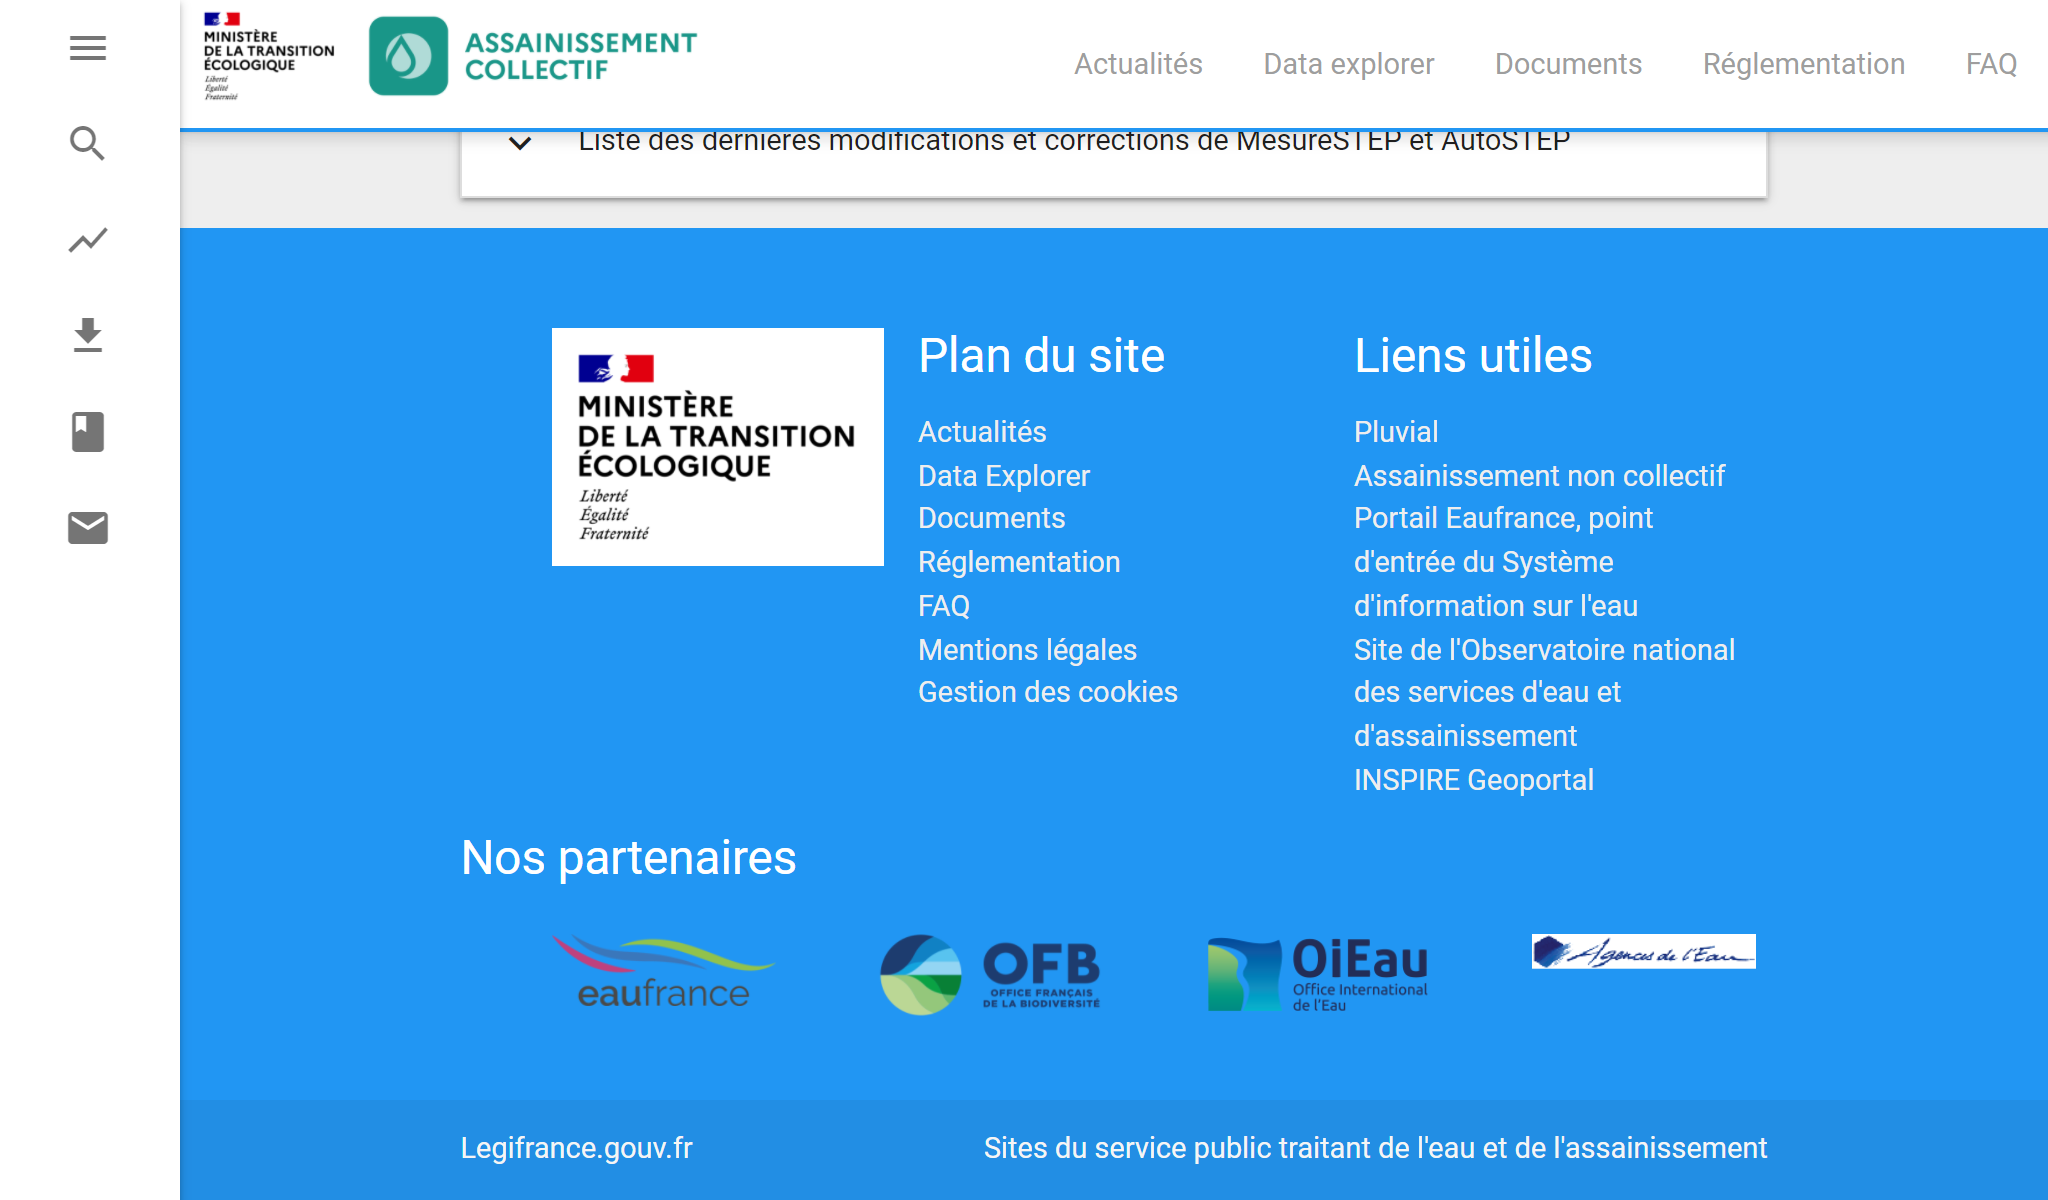 MINISTÈRE
DE LA TRANSITION
ÉCOLOGIQUE
Liberté
Égalité
Fraternité
ASSAINISSEMENT
COLLECTIF
Actualités
Data explorer
Documents
Réglementation
FAQ
Liste des dernières modifications et corrections de MesureSTEP et AutoSTEP
MINISTÈRE
DE LA TRANSITION
ÉCOLOGIQUE
Liberté
Égalité
Fraternité
Plan du site
Actualités
Data Explorer
Documents
Réglementation
FAQ
Mentions légales
Gestion des cookies
Liens utiles
Pluvial
Assainissement non collectif
Portail Eaufrance, point
d'entrée du Système
d'information sur l'eau
Site de l'Observatoire national
des services d'eau et
d'assainissement
INSPIRE Geoportal
Nos partenaires
eaufrance
OFB
OFFICE FRANÇAIS
DE LA BIODIVERSITÉ
OiEau
Office International
de l'Eau
Agences de l'Eau
Legifrance.gouv.fr
Sites du service public traitant de l'eau et de l'assainissement